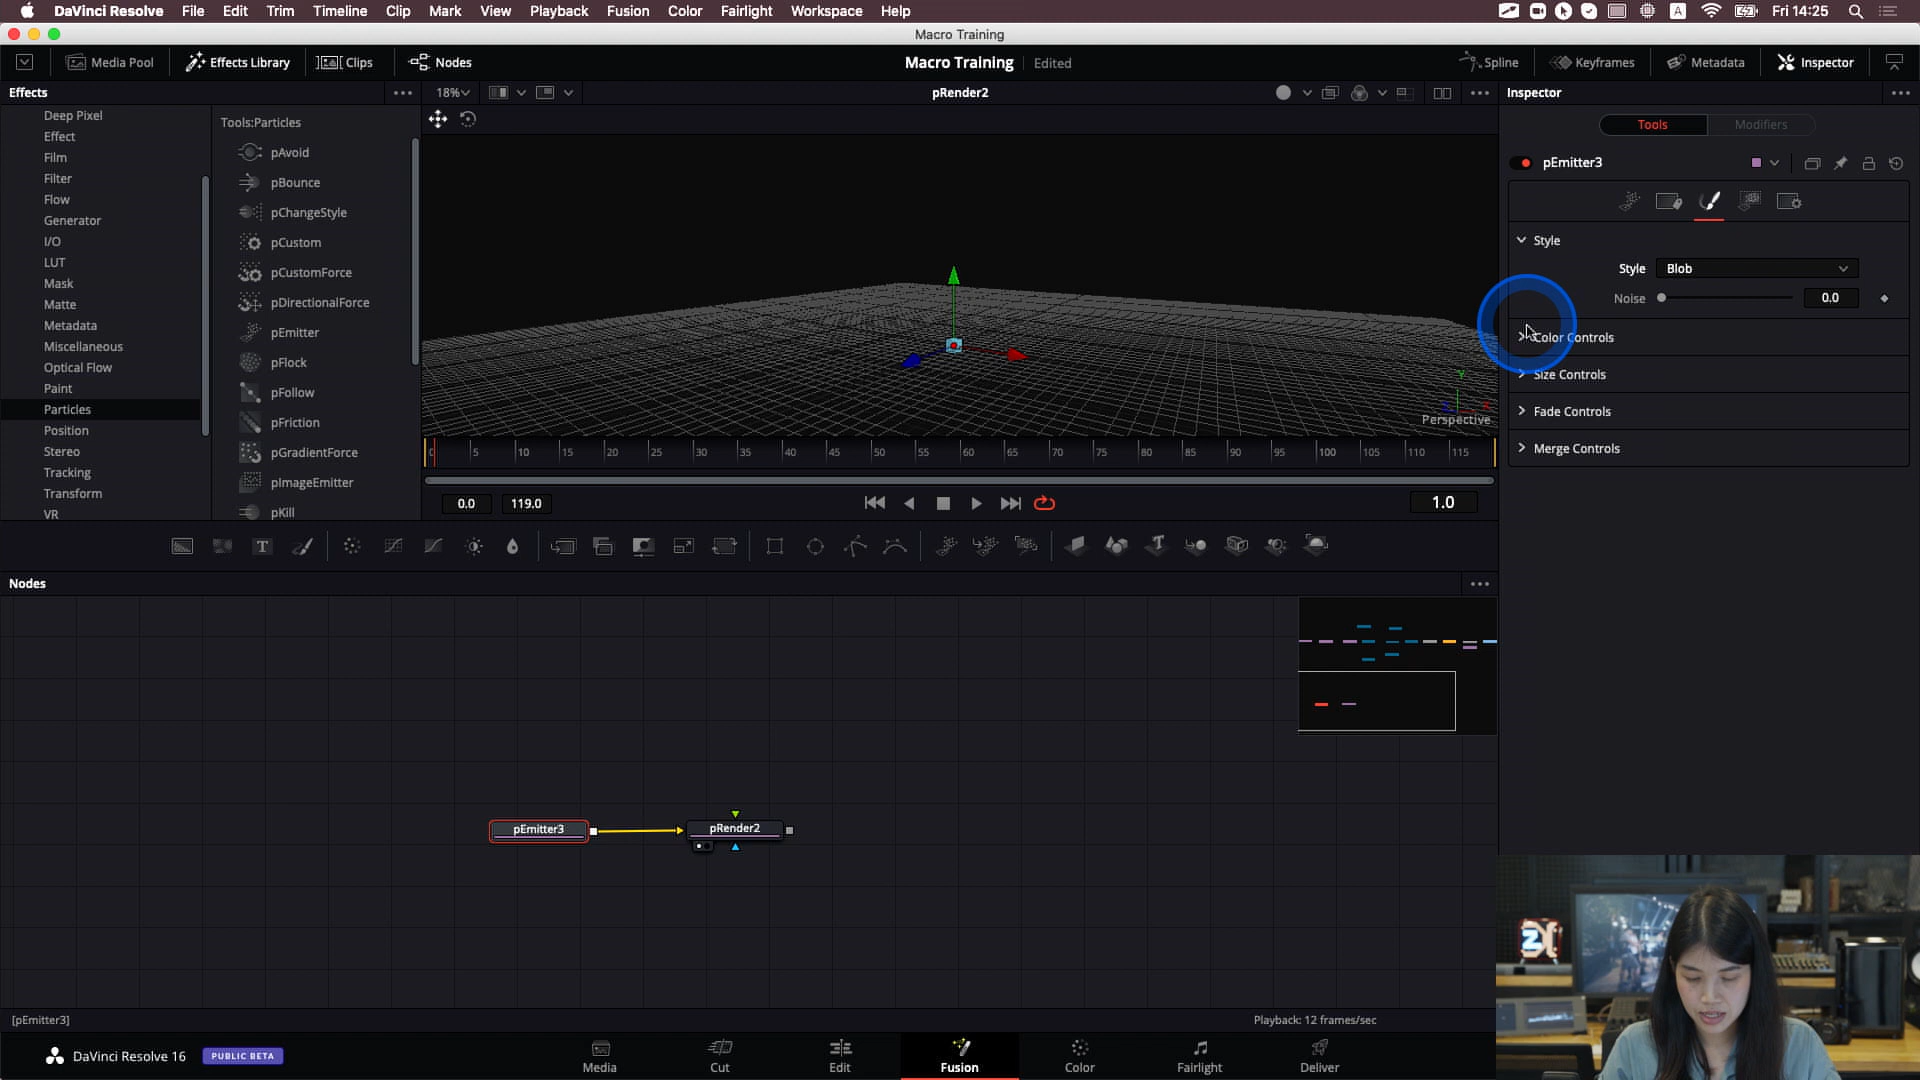 DaVinci Resolve File Edit Trim Timeline Clip Mark View Playback Fusion Color Fairlight Workspace Help
A
Fri 14:25
Macro Training
Media Pool
Effects Library
Clips
Nodes
Macro Training
Edited
Spline
Keyframes
Metadata
Inspector
Effects
18%
pRender2
Inspector
Deep Pixel
Effect
Film
Filter
Flow
Generator
I/O
LUT
Mask
Matte
Metadata
Miscellaneous
Optical Flow
Paint
Particles
Position
Stereo
Tracking
Transform
VR
Tools:Particles
pAvoid
pBounce
pChangeStyle
pCustom
pCustomForce
pDirectionalForce
pEmitter
pFlock
pFollow
pFriction
pGradientForce
pImageEmitter
pKill
Y
X
Z
Perspective
5 10 15 20 25 30 35 40 45 50 55 60 65 70 75 80 85 90 95 100 105 110 115
0.0
119.0
1.0
Tools
Modifiers
pEmitter3
Style
Style
Blob
Noise
0.0
Color Controls
Size Controls
Fade Controls
Merge Controls
T
Nodes
pEmitter3
pRender2
[pEmitter3]
Playback: 12 frames/sec
DaVinci Resolve 16
PUBLIC BETA
Media
Cut
Edit
Fusion
Color
Fairlight
Deliver